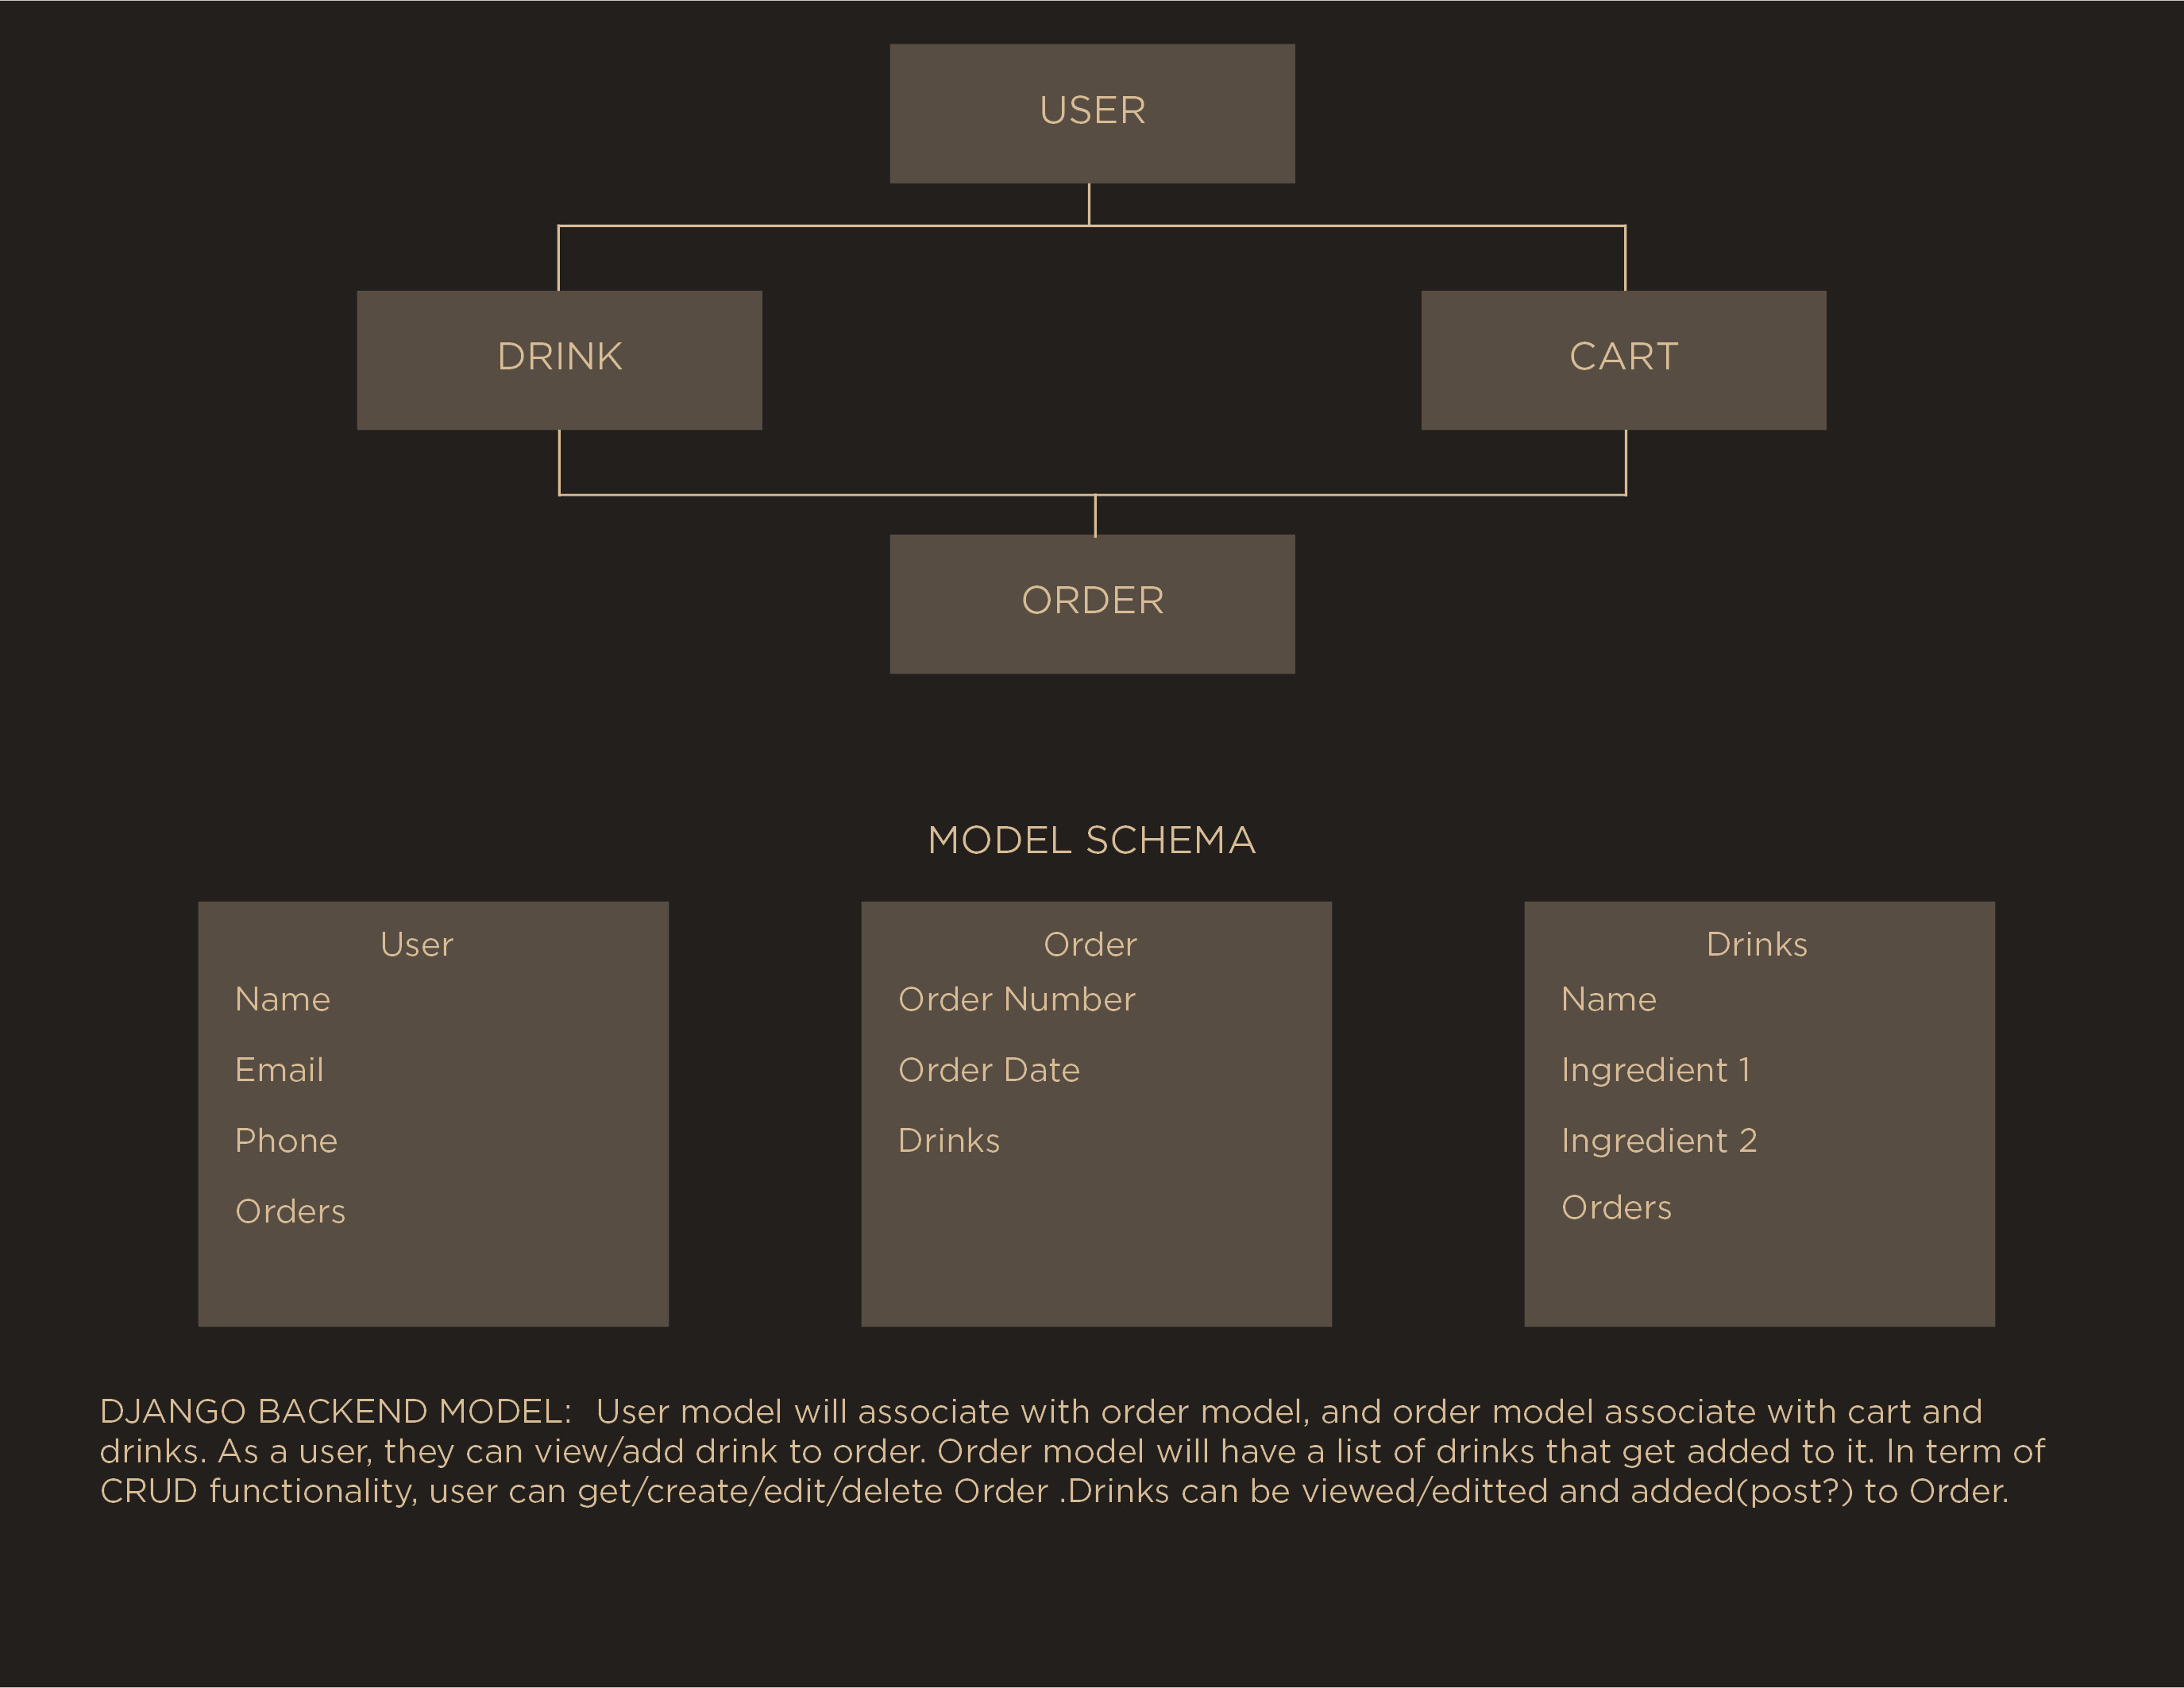 USER
DRINK
CART
ORDER
MODEL SCHEMA
User
Name
Email
Phone
Orders
Order
Order Number
Order Date
Drinks
Drinks
Name
Ingredient 1
Ingredient 2
Orders
DJANGO BACKEND MODEL: User model will associate with order model, and order model associate with cart and
drinks. As a user, they can view/add drink to order. Order model will have a list of drinks that get added to it. In term of
CRUD functionality, user can get/create/edit/delete Order .Drinks can be viewed/editted and added(post?) to Order.